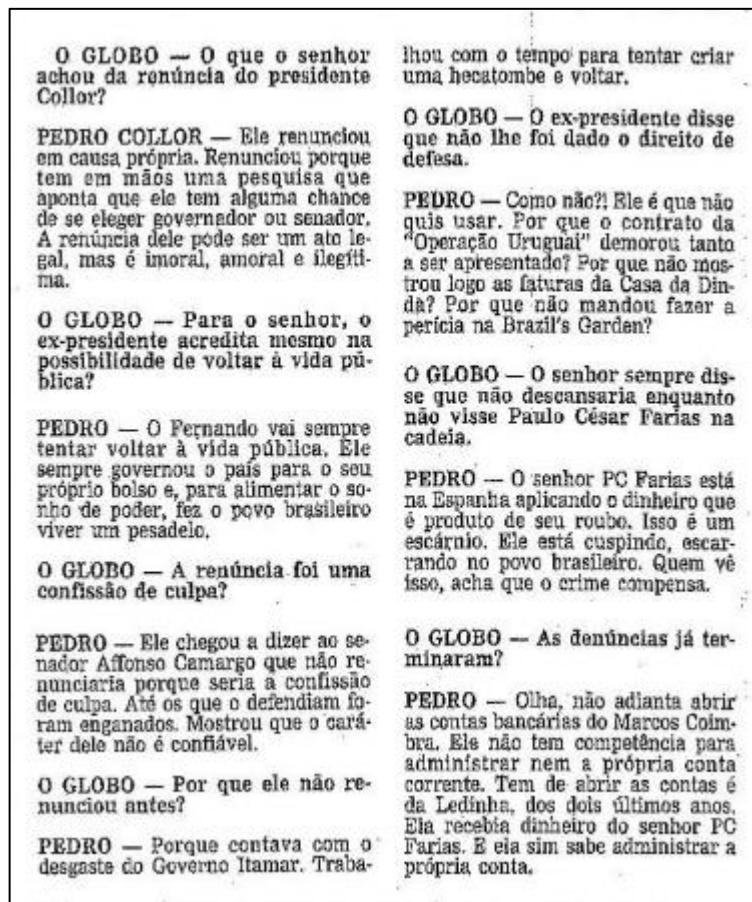 O GLOBO — O que o senhor
achou da renúncia do presidente
Collor?
PEDRO COLLOR — Ele renunciou
em causa própria. Renunciou porque
tem em mãos uma pesquisa que
aponta que ele tem alguma chance
de se eleger governador ou senador.
A renúncia dele pode ser um ato le-
gal, mas é imoral, amoral e ilegíti-
ma.
O GLOBO — Para o senhor, o
ex-presidente acredita mesmo na
possibilidade de voltar à vida pú-
blica?
PEDRO — O Fernando vai sempre
tentar voltar à vida pública. Ele
sempre governou o país para o seu
próprio bolso e, para alimentar o so-
nho de poder, fez o povo brasileiro
viver um pesadelo.
O GLOBO — A renúncia foi uma
confissão de culpa?
PEDRO — Ele chegou a dizer ao se-
nador Affonso Camargo que não re-
nunciaria porque seria a confissão
de culpa. Até os que o defendiam fo-
ram enganados. Mostrou que o cará-
ter dele não é confiável.
O GLOBO — Por que ele não re-
nunciou antes?
PEDRO — Porque contava com o
desgaste do Governo Itamar. Traba-
lhou com o tempo para tentar criar
uma hecatombe e voltar.
O GLOBO — O ex-presidente disse
que não lhe foi dado o direito de
defesa.
PEDRO — Como não?! Ele é que não
quis usar. Por que o contrato da
"Operação Uruguai" demorou tanto
a ser apresentado? Por que não mos-
trou logo as faturas da Casa da Din-
da? Por que não mandou fazer a
perícia na Brazil's Garden?
O GLOBO — O senhor sempre dis-
se que não descansaria enquanto
não visse Paulo César Farias na
cadeia.
PEDRO — O senhor PC Farias está
na Espanha aplicando o dinheiro que
é produto de seu roubo. Isso é um
escárnio. Ele está cuspindo, escar-
rando no povo brasileiro. Quem vê
isso, acha que o crime compensa.
O GLOBO — As denúncias já ter-
minaram?
PEDRO — Olha, não adianta abrir
as contas bancárias do Marcos Coim-
bra. Ele não tem competência para
administrar nem a própria conta
corrente. Tem de abrir as contas é
da Ledinha, dos dois últimos anos.
Ela recebia dinheiro do senhor PC
Farias. E ela sim sabe administrar a
própria conta.